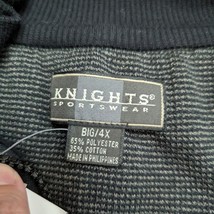 KNIGHTS®
SPORTSWEAR
BIG/4X
65% POLYESTER
35% COTTON
MADE IN PHILIPPINES